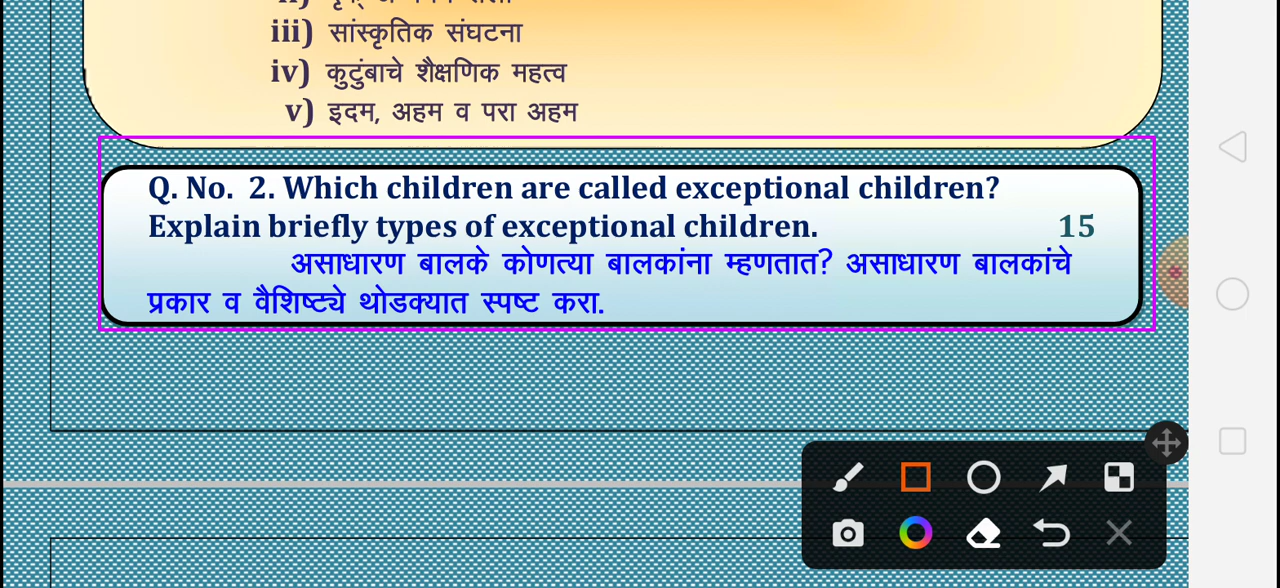 iii) सांस्कृतिक संघटना
iv) कुटुंबाचे शैक्षणिक महत्व
v) इदम, अहम व परा अहम
Q. No. 2. Which children are called exceptional children?
Explain briefly types of exceptional children. 15
असाधारण बालके कोणत्या बालकांना म्हणतात? असाधारण बालकांचे
प्रकार व वैशिष्ट्ये थोडक्यात स्पष्ट करा.